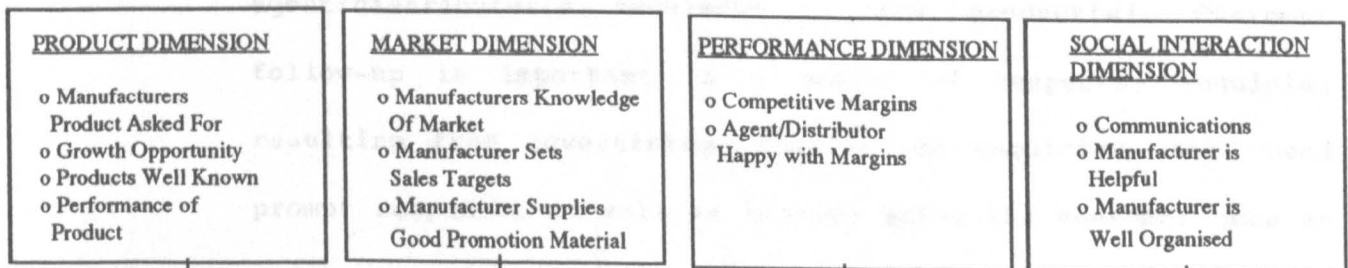 PRODUCT DIMENSION
o Manufacturers
Product Asked For
o Growth Opportunity
o Products Well Known
o Performance of
Product
MARKET DIMENSION
o Manufacturers Knowledge
Of Market
o Manufacturer Sets
Sales Targets
o Manufacturer Supplies
Good Promotion Material
PERFORMANCE DIMENSION
o Competitive Margins
o Agent/Distributor
Happy with Margins
SOCIAL INTERACTION
DIMENSION
o Communications
o Manufacturer is
Helpful
o Manufacturer is
Well Organised